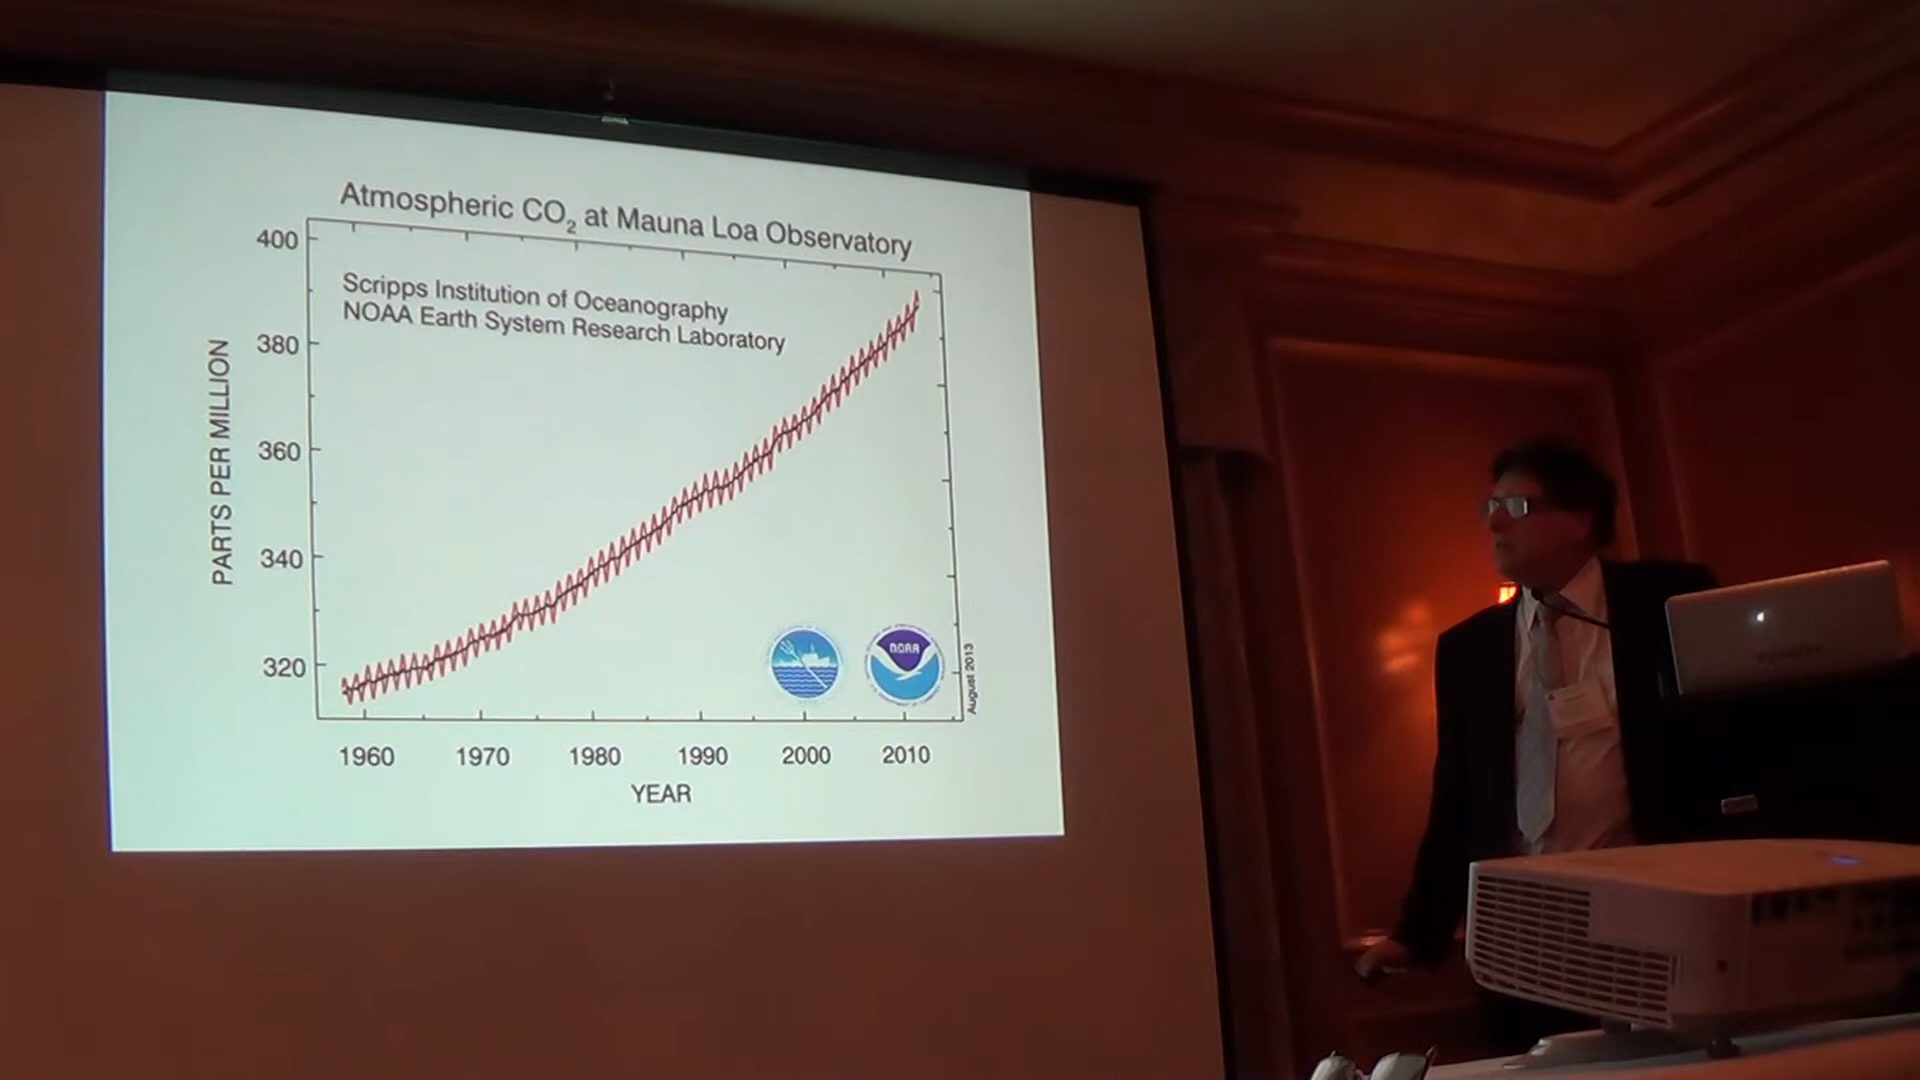 Atmospheric CO₂ at Mauna Loa Observatory
Scripps Institution of Oceanography
NOAA Earth System Research Laboratory
PARTS PER MILLION
400
380
360
340
320
NOAA
August 2013
1960 1970 1980 1990 2000 2010
YEAR